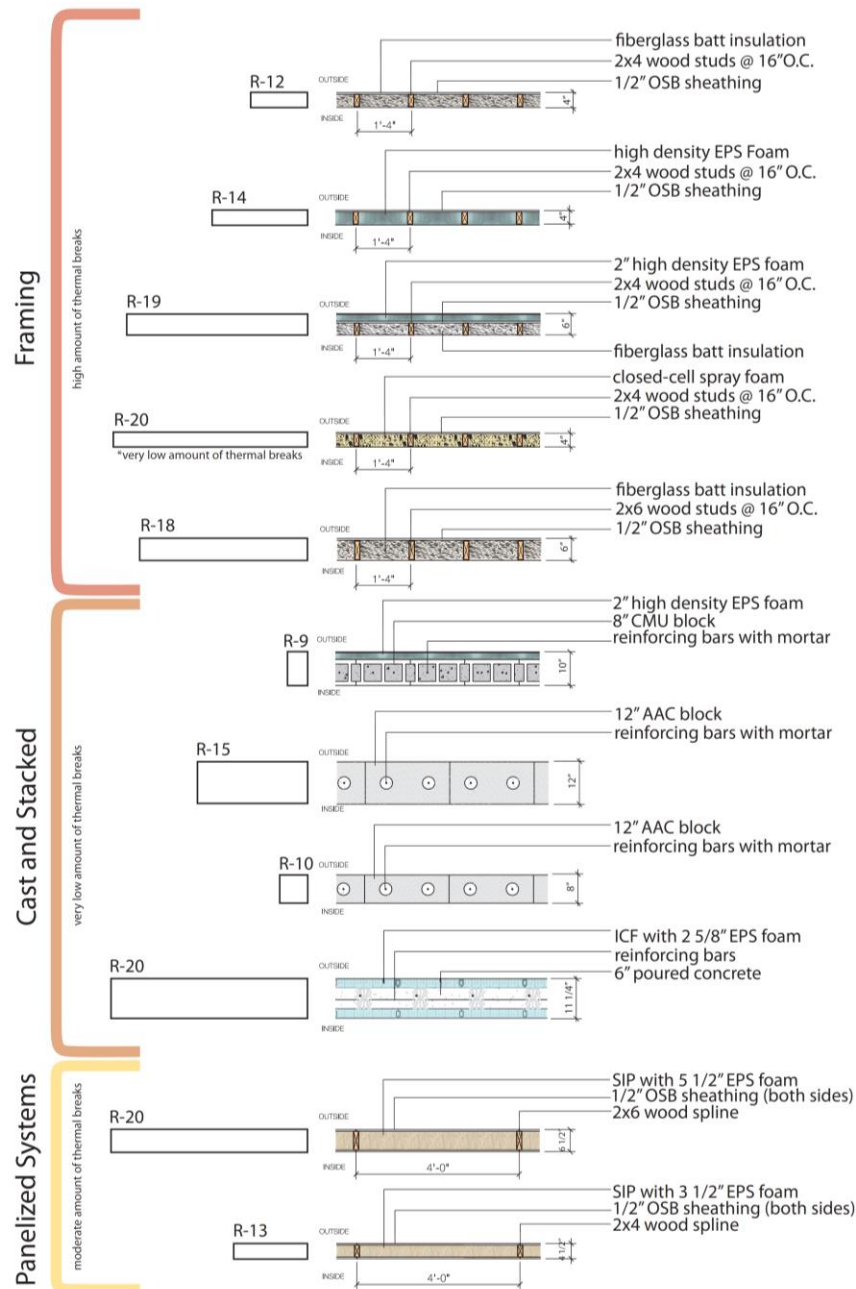 Framing
high amount of thermal breaks
R-12
OUTSIDE
INSIDE
1'-4"
4"
fiberglass batt insulation
2x4 wood studs @ 16"O.C.
1/2" OSB sheathing
R-14
OUTSIDE
INSIDE
1'-4"
4"
high density EPS Foam
2x4 wood studs @ 16" O.C.
1/2" OSB sheathing
R-19
OUTSIDE
INSIDE
1'-4"
6"
2" high density EPS foam
2x4 wood studs @ 16" O.C.
1/2" OSB sheathing
fiberglass batt insulation
R-20
*very low amount of thermal breaks
OUTSIDE
INSIDE
1'-4"
4"
closed-cell spray foam
2x4 wood studs @ 16" O.C.
1/2" OSB sheathing
R-18
OUTSIDE
INSIDE
1'-4"
6"
fiberglass batt insulation
2x6 wood studs @ 16" O.C.
1/2" OSB sheathing
Cast and Stacked
very low amount of thermal breaks
R-9
OUTSIDE
INSIDE
10"
2" high density EPS foam
8" CMU block
reinforcing bars with mortar
R-15
OUTSIDE
INSIDE
12"
12" AAC block
reinforcing bars with mortar
R-10
OUTSIDE
INSIDE
8"
12" AAC block
reinforcing bars with mortar
R-20
OUTSIDE
INSIDE
11 1/4"
ICF with 2 5/8" EPS foam
reinforcing bars
6" poured concrete
Panelized Systems
moderate amount of thermal breaks
R-20
OUTSIDE
INSIDE
4'-0"
6 1/2"
SIP with 5 1/2" EPS foam
1/2" OSB sheathing (both sides)
2x6 wood spline
R-13
OUTSIDE
INSIDE
4'-0"
4 1/2"
SIP with 3 1/2" EPS foam
1/2" OSB sheathing (both sides)
2x4 wood spline